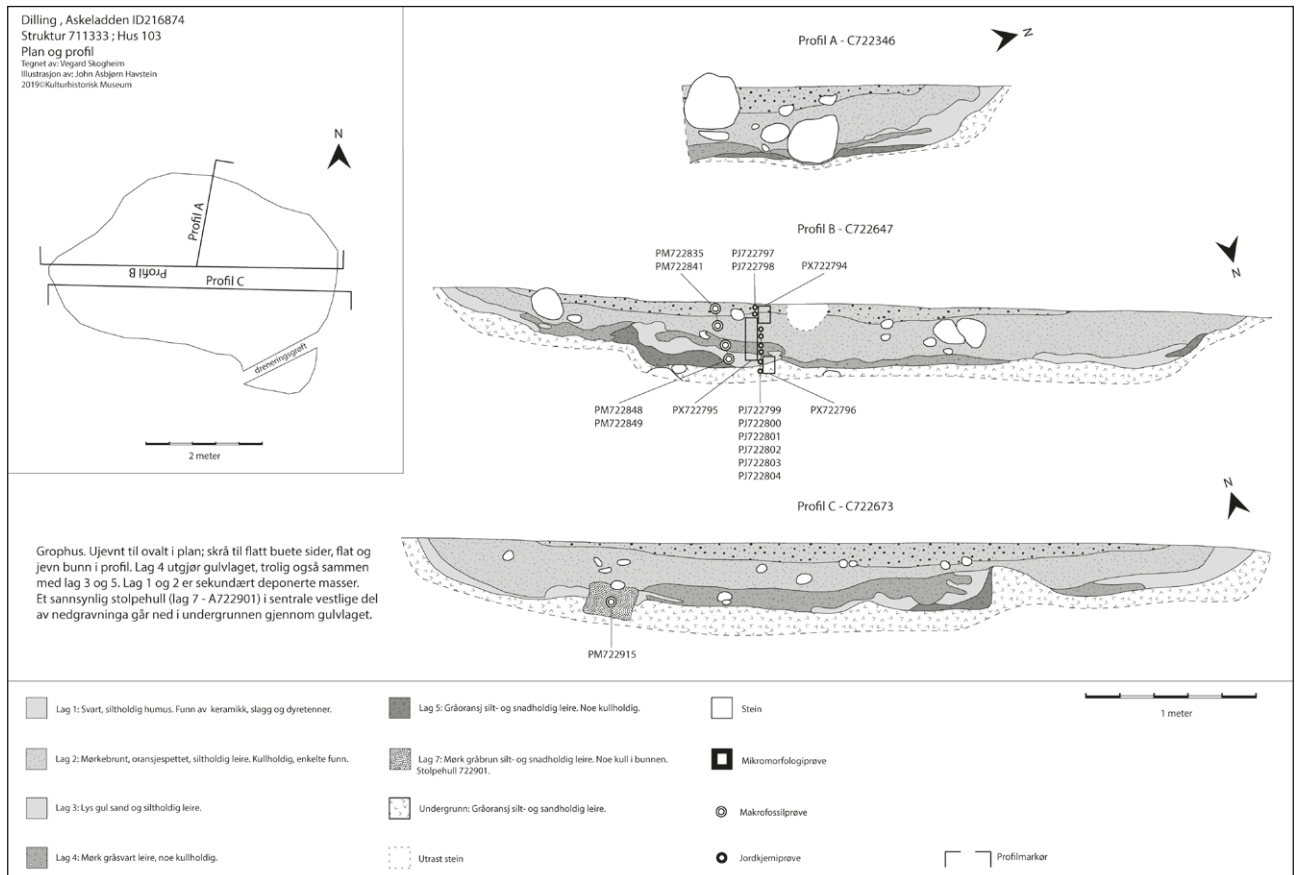 Dilling , Askeladden ID216874
Struktur 711333 ; Hus 103
Plan og profil
Tegnet av: Vegard Skogheim
Illustrasjon av: John Asbjørn Havstein
2019©Kulturhistorisk Museum
N
Profil A
Profil B
Profil C
dreneringsgrøft
2 meter
Profil A - C722346
N
Profil B - C722647
N
PM722835
PM722841
PJ722797
PJ722798
PX722794
PM722848
PM722849
PX722795
PJ722799
PJ722800
PJ722801
PJ722802
PJ722803
PJ722804
PX722796
Profil C - C722673
N
PM722915
Grophus. Ujevnt til ovalt i plan; skrå til flatt buete sider, flat og
jevn bunn i profil. Lag 4 utgjør gulvlaget, trolig også sammen
med lag 3 og 5. Lag 1 og 2 er sekundært deponerte masser.
Et sannsynlig stolpehull (lag 7 - A722901) i sentrale vestlige del
av nedgravninga går ned i undergrunnen gjennom gulvlaget.
1 meter
Lag 1: Svart, siltholdig humus. Funn av keramikk, slagg og dyretenner.
Lag 2: Mørkebrunt, oransjespettet, siltholdig leire. Kullholdig, enkelte funn.
Lag 3: Lys gul sand og siltholdig leire.
Lag 4: Mørk gråsvart leire, noe kullholdig.
Lag 5: Gråoransj silt- og snadholdig leire. Noe kullholdig.
Lag 7: Mørk gråbrun silt- og snadholdig leire. Noe kull i bunnen.
Stolpehull 722901.
Undergrunn: Gråoransj silt- og sandholdig leire.
Utrast stein
Stein
Mikromorfologiprøve
Makrofossilprøve
Jordkjemiprøve
Profilmarkør